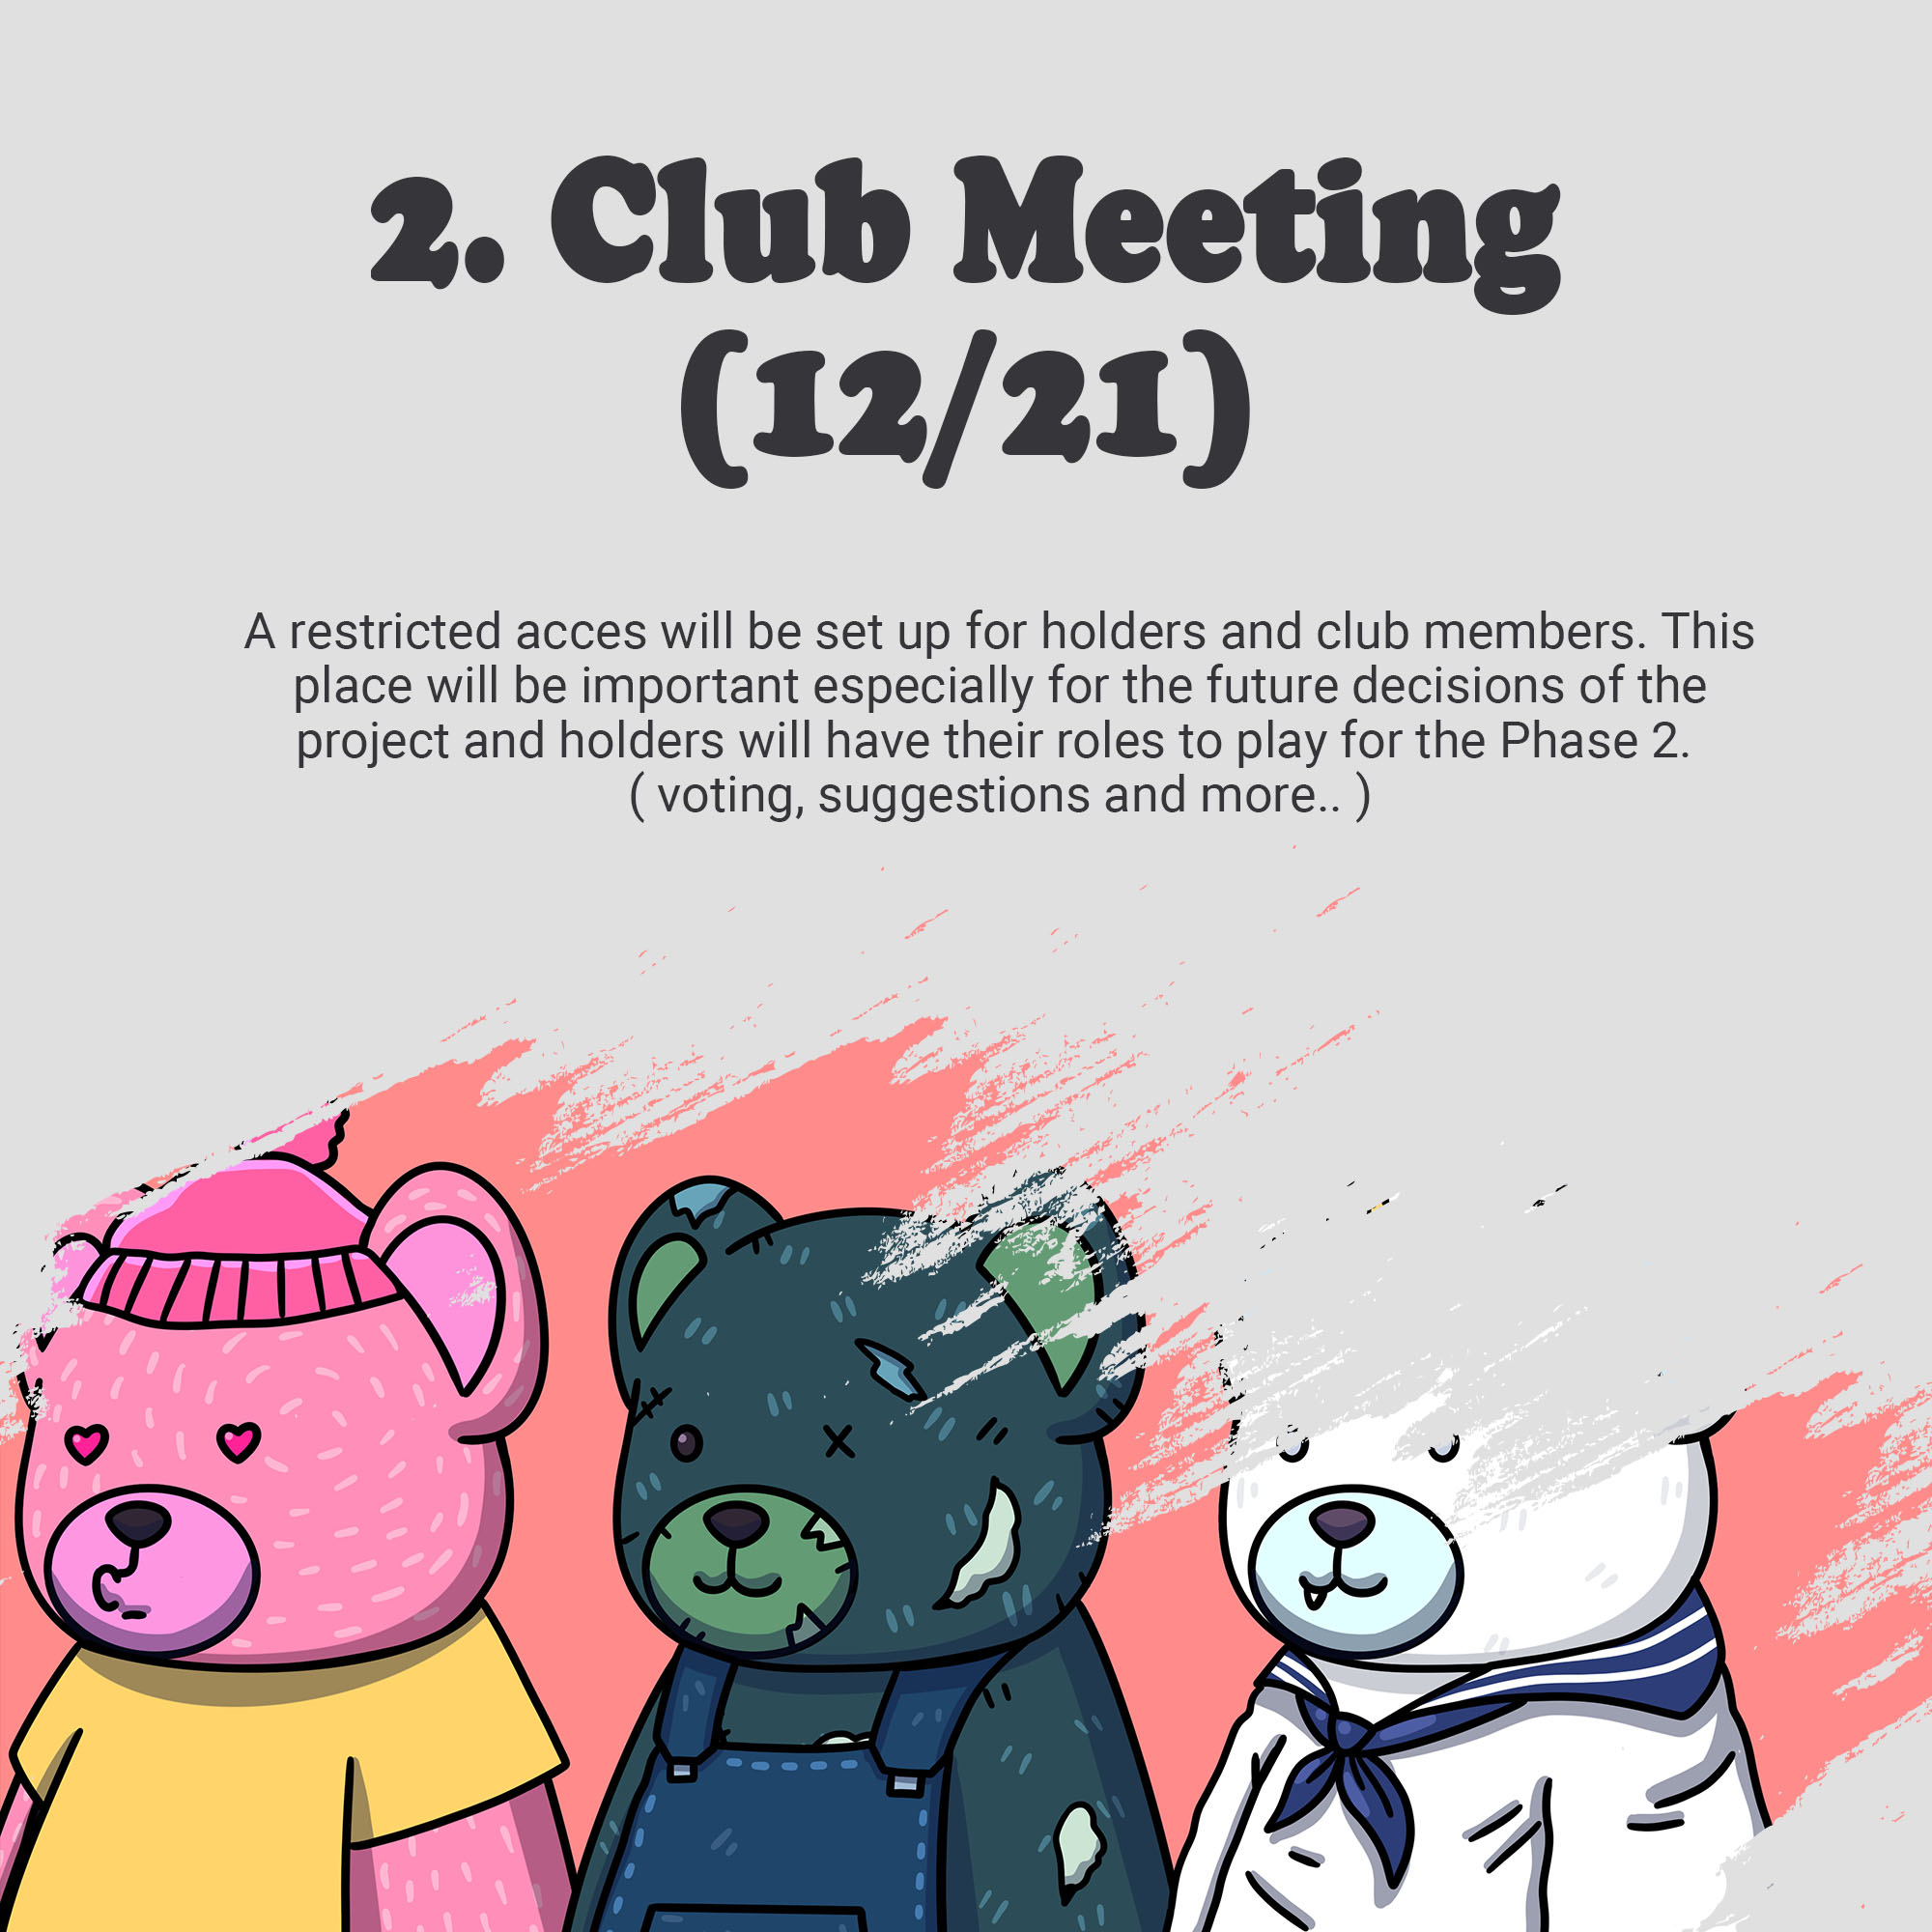 2. Club Meeting
(12/21)
A restricted acces will be set up for holders and club members. This
place will be important especially for the future decisions of the
project and holders will have their roles to play for the Phase 2.
( voting, suggestions and more.. )